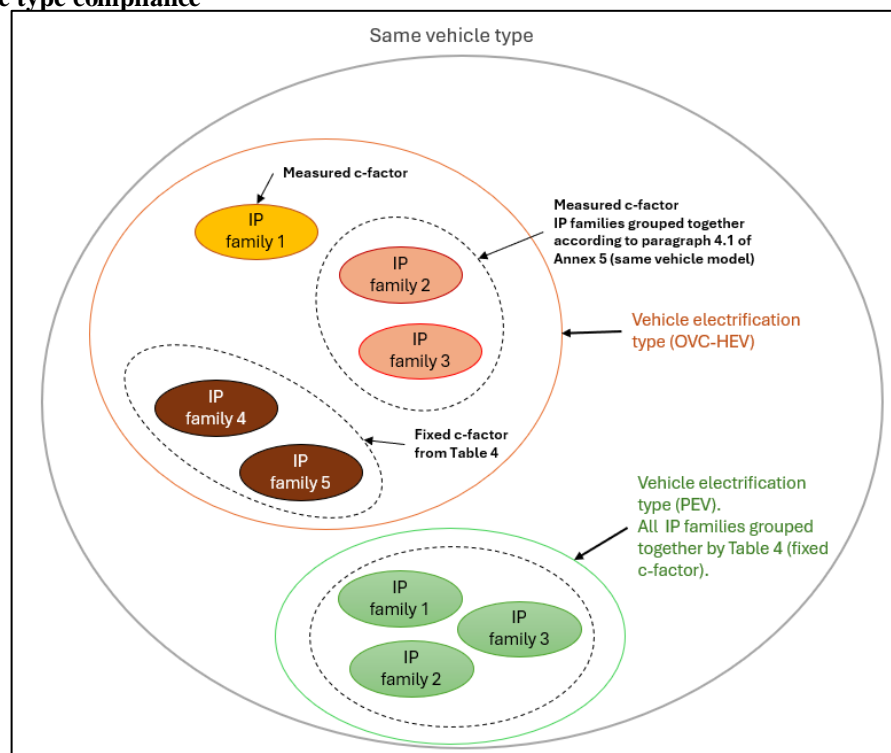 type compliance
Same vehicle type
Measured c-factor
IP
family 1
Measured c-factor
IP families grouped together
according to paragraph 4.1 of
Annex 5 (same vehicle model)
IP
family 2
IP
family 3
Vehicle electrification
type (OVC-HEV)
IP
family 4
IP
family 5
Fixed c-factor
from Table 4
Vehicle electrification
type (PEV).
All IP families grouped
together by Table 4 (fixed
c-factor).
IP
family 1
IP
family 3
IP
family 2